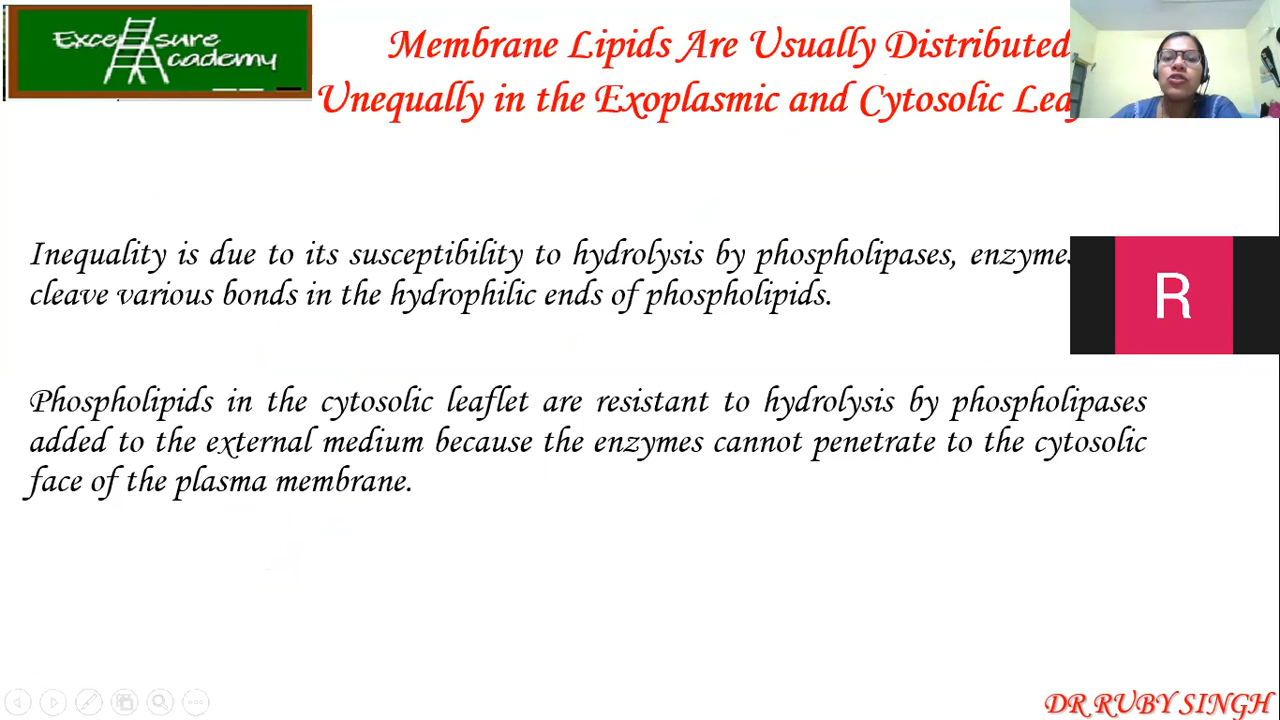 Excel sure
Academy
Membrane Lipids Are Usually Distributed
Unequally in the Exoplasmic and Cytosolic
Inequality is due to its susceptibility to hydrolysis by phospholipases, enzymes
cleave various bonds in the hydrophilic ends of phospholipids.
R
Phospholipids in the cytosolic leaflet are resistant to hydrolysis by phospholipases
added to the external medium because the enzymes cannot penetrate to the cytosolic
face of the plasma membrane.
DR RUBY SINGH